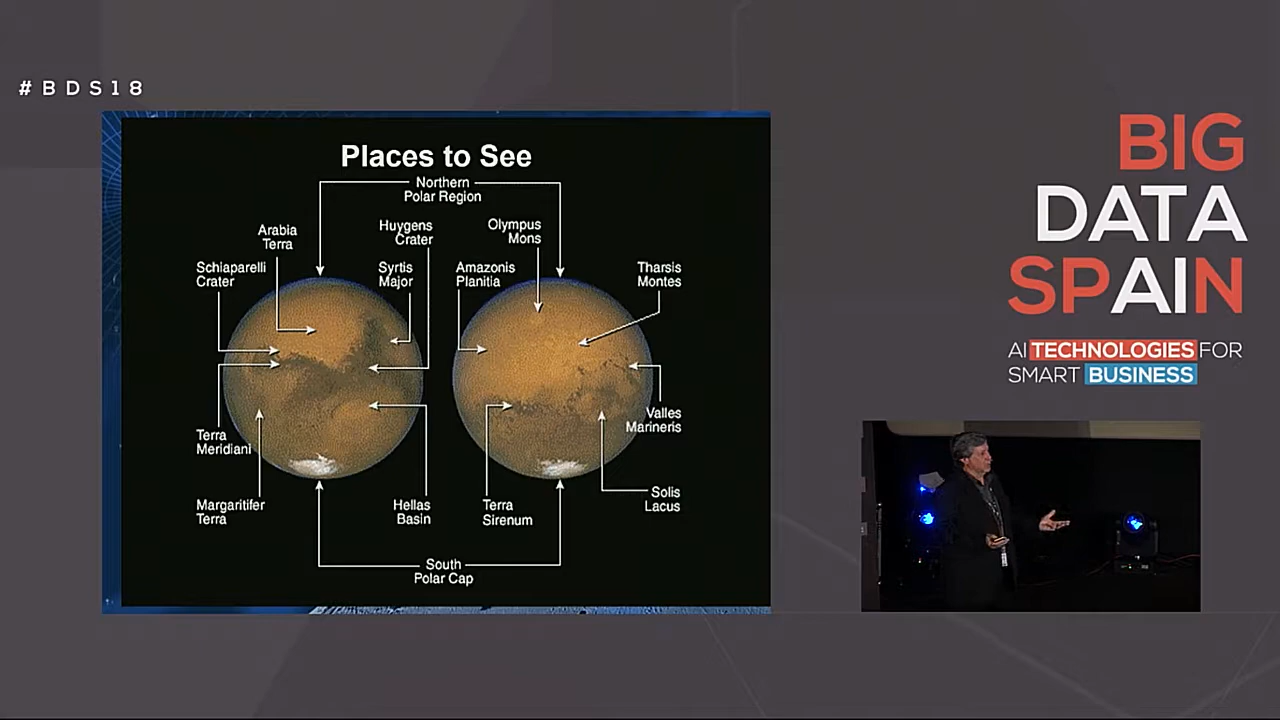 #BDS18
Places to See
Northern
Polar Region
Arabia
Terra
Huygens
Crater
Olympus
Mons
Schiaparelli
Crater
Syrtis
Major
Amazonis
Planitia
Tharsis
Montes
Terra
Meridiani
Valles
Marineris
Margaritifer
Terra
Hellas
Basin
Terra
Sirenum
Solis
Lacus
South
Polar Cap
BIG
DATA
SPAIN
AI TECHNOLOGIES FOR
SMART BUSINESS